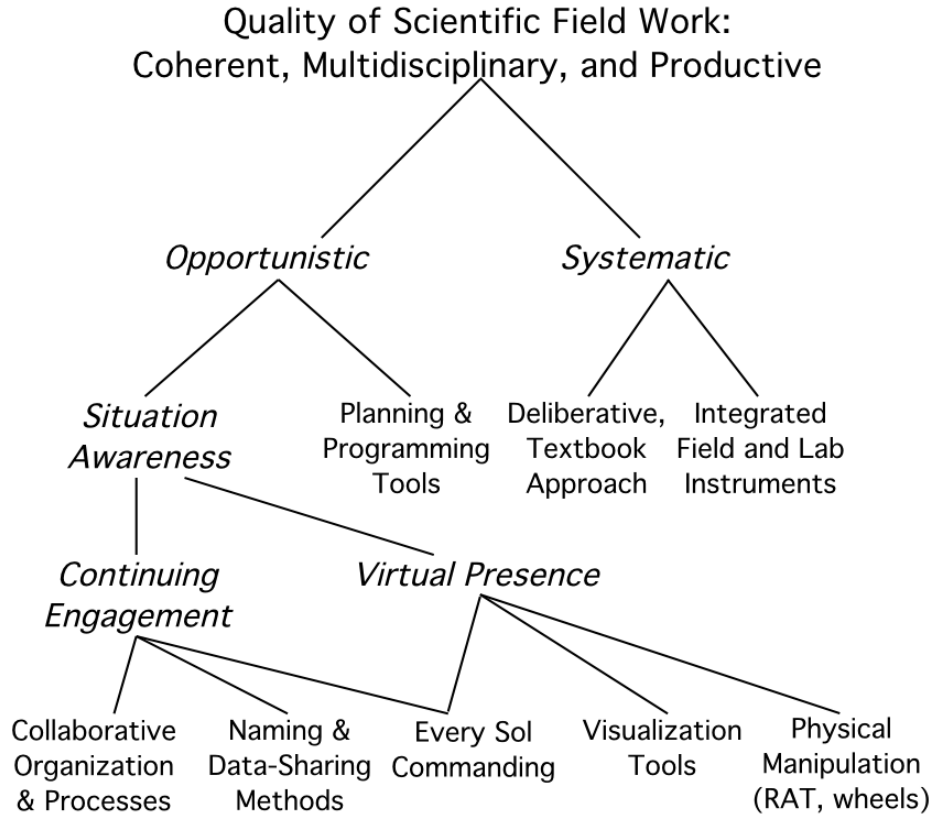 Quality of Scientific Field Work:
Coherent, Multidisciplinary, and Productive
Opportunistic
Systematic
Situation
Awareness
Planning &
Programming
Tools
Deliberative,
Textbook
Approach
Integrated
Field and Lab
Instruments
Continuing
Engagement
Virtual Presence
Collaborative
Organization
& Processes
Naming &
Data-Sharing
Methods
Every Sol
Commanding
Visualization
Tools
Physical
Manipulation
(RAT, wheels)